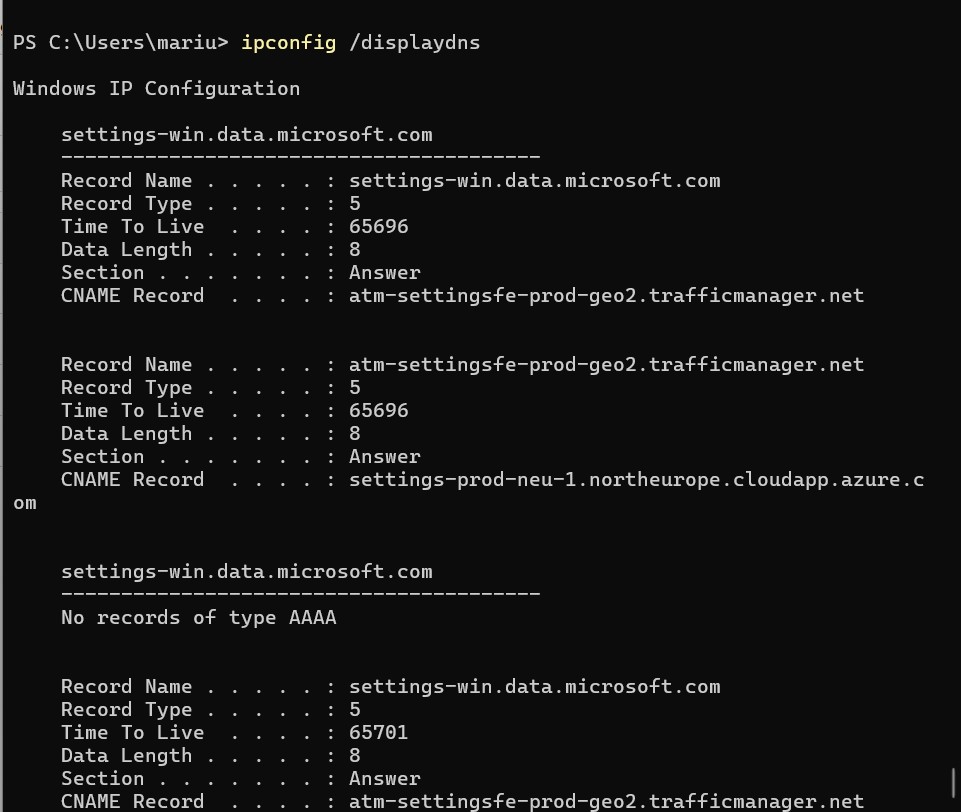 PS C:\Users\mariu> ipconfig /displaydns
Windows IP Configuration
settings-win.data.microsoft.com
----------------------------------------
Record Name . . . . . : settings-win.data.microsoft.com
Record Type . . . . . : 5
Time To Live  . . . . : 65696
Data Length . . . . . : 8
Section . . . . . . . : Answer
CNAME Record  . . . . : atm-settingsfe-prod-geo2.trafficmanager.net
Record Name . . . . . : atm-settingsfe-prod-geo2.trafficmanager.net
Record Type . . . . . : 5
Time To Live  . . . . : 65696
Data Length . . . . . : 8
Section . . . . . . . : Answer
CNAME Record  . . . . : settings-prod-neu-1.northeurope.cloudapp.azure.c
om
settings-win.data.microsoft.com
----------------------------------------
No records of type AAAA
Record Name . . . . . : settings-win.data.microsoft.com
Record Type . . . . . : 5
Time To Live  . . . . : 65701
Data Length . . . . . : 8
Section . . . . . . . : Answer
CNAME Record  . . . . : atm-settingsfe-prod-geo2.trafficmanager.net